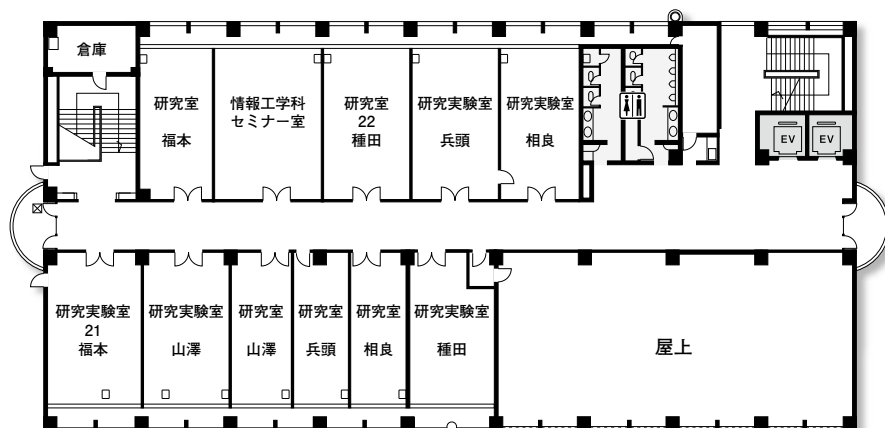 倉庫
研究室
福本
情報工学科
セミナー室
研究室
22
種田
研究実験室
兵頭
研究実験室
相良
EV
EV
研究実験室
21
福本
研究実験室
山澤
研究室
山澤
研究室
兵頭
研究室
相良
研究実験室
種田
屋上